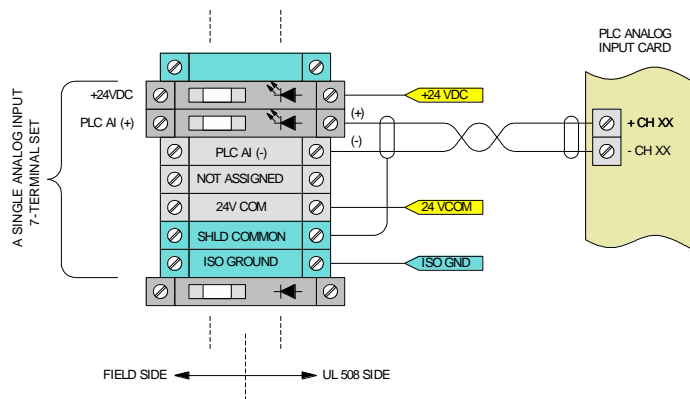 PLC ANALOG
INPUT CARD
A SINGLE ANALOG INPUT
7-TERMINAL SET
+24VDC
+24 VDC
PLC AI (+)
(+)
+ CH XX
PLC AI (-)
(-)
- CH XX
NOT ASSIGNED
24V COM
24 VCOM
SHLD COMMON
ISO GROUND
ISO GND
FIELD SIDE
UL 508 SIDE